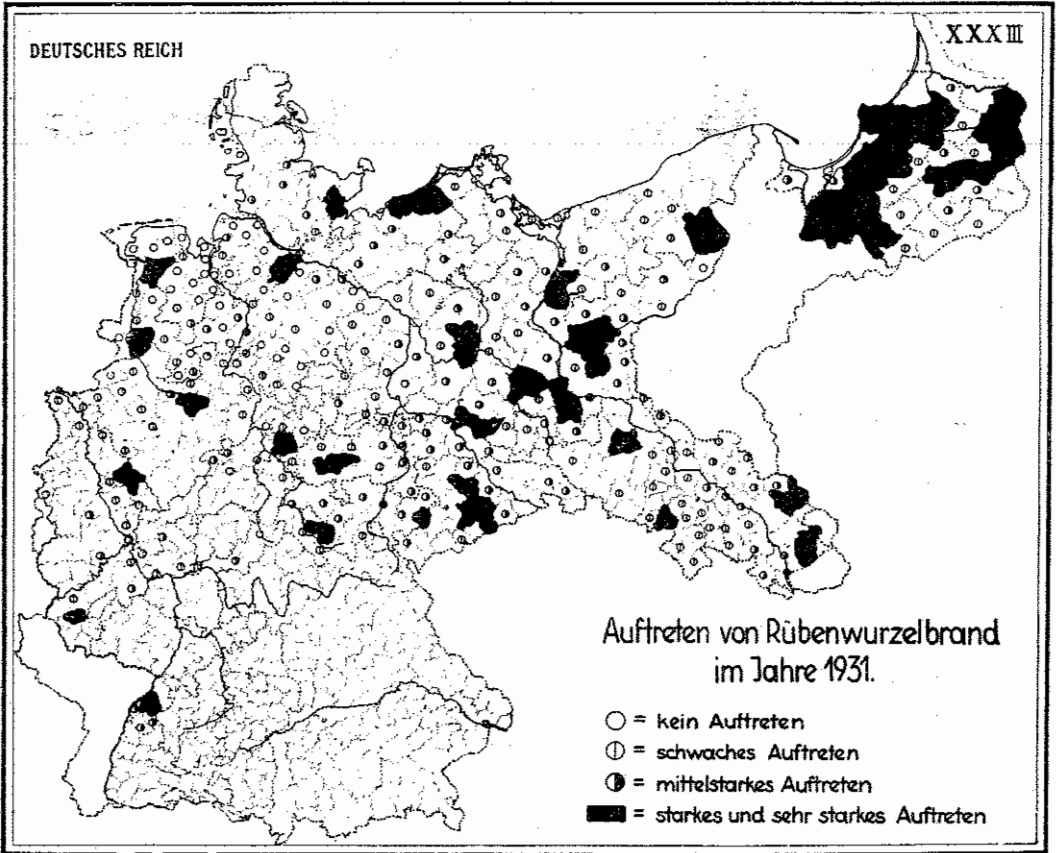 DEUTSCHES REICH
XXXIII
Auftreten von Rübenwurzelbrand
im Jahre 1931.
= kein Auftreten
= schwaches Auftreten
= mittelstarkes Auftreten
= starkes und sehr starkes Auftreten